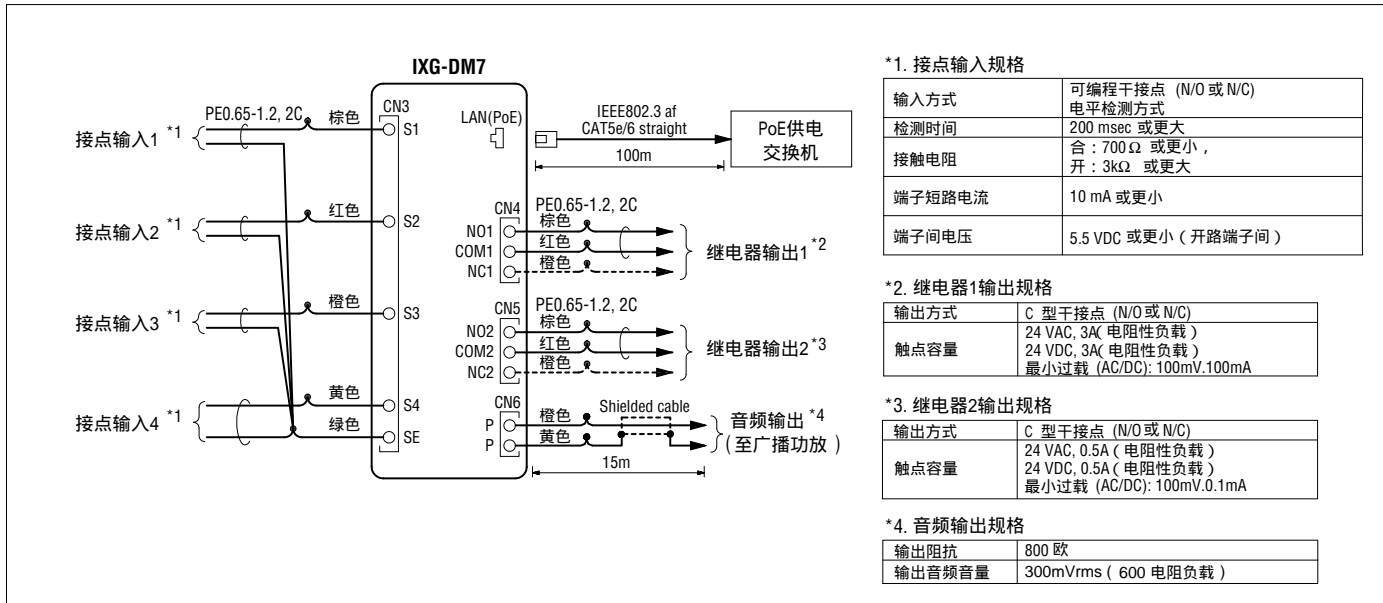 IXG-DM7
CN3
PE0.65-1.2, 2C
棕色
S1
接点输入1 *1
红色
S2
接点输入2 *1
橙色
S3
接点输入3 *1
黄色
S4
接点输入4 *1
绿色
SE
LAN(PoE)
IEEE802.3 af
CAT5e/6 straight
100m
PoE供电
交换机
CN4
PE0.65-1.2, 2C
NO1
棕色
COM1
红色
NC1
橙色
继电器输出1 *2
CN5
PE0.65-1.2, 2C
NO2
棕色
COM2
红色
NC2
橙色
继电器输出2 *3
CN6
P
橙色
P
黄色
Shielded cable
15m
音频输出 *4
(至广播功放)
*1. 接点输入规格
输入方式
可编程干接点 (N/O 或 N/C)
电平检测方式
检测时间
200 msec 或更大
接触电阻
合：700Ω 或更小，
开：3kΩ 或更大
端子短路电流
10 mA 或更小
端子间电压
5.5 VDC 或更小（开路端子间）
*2. 继电器1输出规格
输出方式
C 型干接点 (N/O 或 N/C)
触点容量
24 VAC, 3A(电阻性负载）
24 VDC, 3A(电阻性负载）
最小过载 (AC/DC): 100mV.100mA
*3. 继电器2输出规格
输出方式
C 型干接点 (N/O 或 N/C)
触点容量
24 VAC, 0.5A（电阻性负载）
24 VDC, 0.5A（电阻性负载）
最小过载 (AC/DC): 100mV.0.1mA
*4. 音频输出规格
输出阻抗
800 欧
输出音频音量
300mVrms（600 电阻负载）